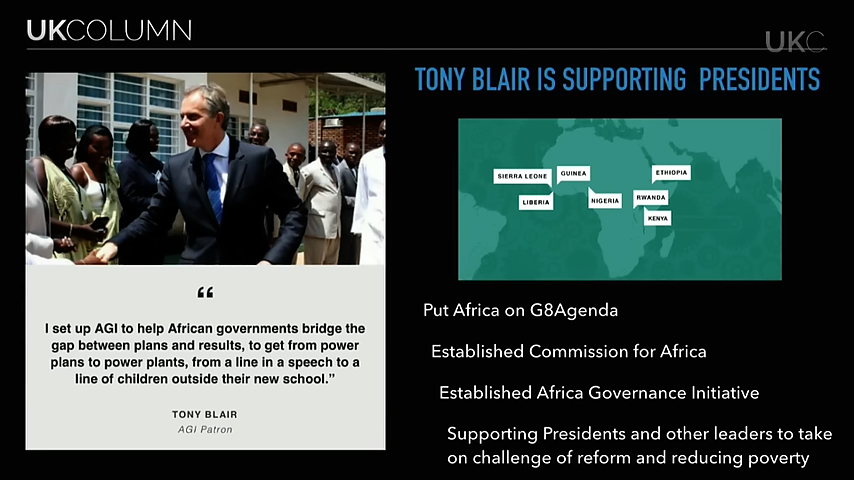 UKCOLUMN
UKC
TONY BLAIR IS SUPPORTING PRESIDENTS
SIERRA LEONE
GUINEA
ETHIOPIA
LIBERIA
NIGERIA
RWANDA
KENYA
“
I set up AGI to help African governments bridge the
gap between plans and results, to get from power
plans to power plants, from a line in a speech to a
line of children outside their new school.”
TONY BLAIR
AGI Patron
Put Africa on G8Agenda
Established Commission for Africa
Established Africa Governance Initiative
Supporting Presidents and other leaders to take
on challenge of reform and reducing poverty